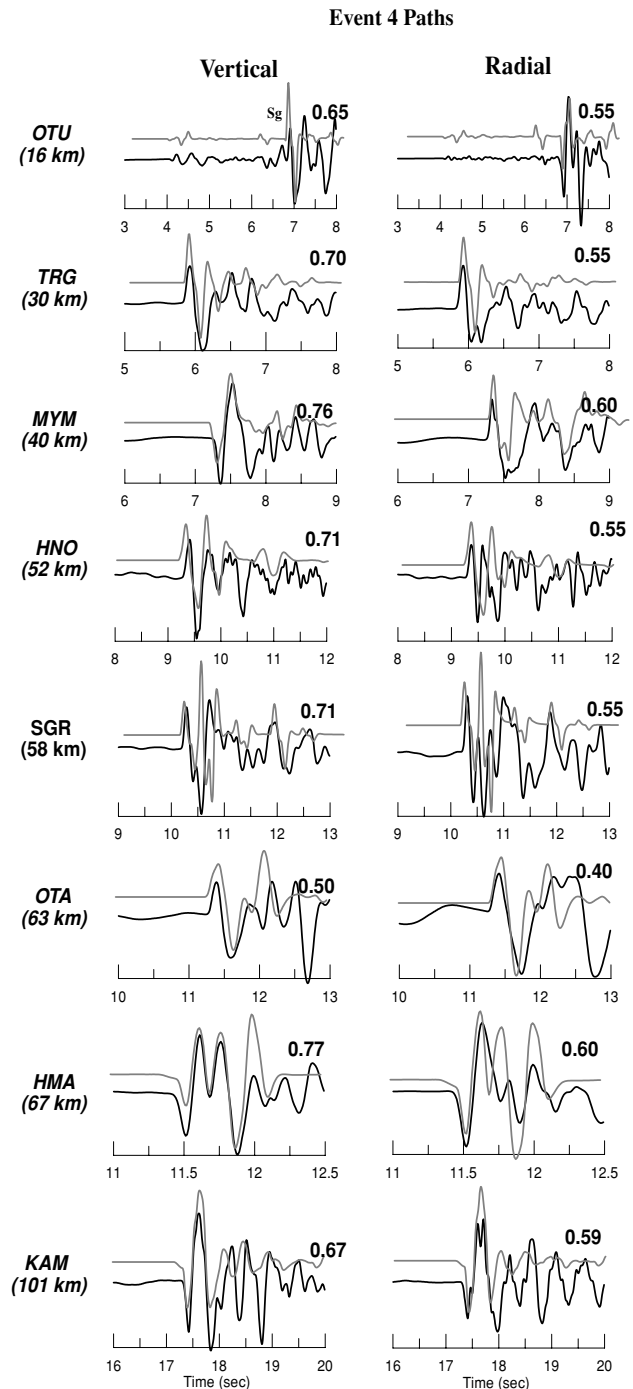 Event 4 Paths
Vertical Radial
OTU
(16 km)
Sg 0.65 0.55
3 4 5 6 7 8 3 4 5 6 7 8
TRG
(30 km)
0.70 0.55
5 6 7 8 5 6 7 8
MYM
(40 km)
0.76 0.60
6 7 8 9 6 7 8 9
HNO
(52 km)
0.71 0.55
8 9 10 11 12 8 9 10 11 12
SGR
(58 km)
0.71 0.55
9 10 11 12 13 9 10 11 12 13
OTA
(63 km)
0.50 0.40
10 11 12 13 10 11 12 13
HMA
(67 km)
0.77 0.60
11 11.5 12 12.5 11 11.5 12 12.5
KAM
(101 km)
0.67 0.59
16 17 18 19 20 16 17 18 19 20
Time (sec) Time (sec)